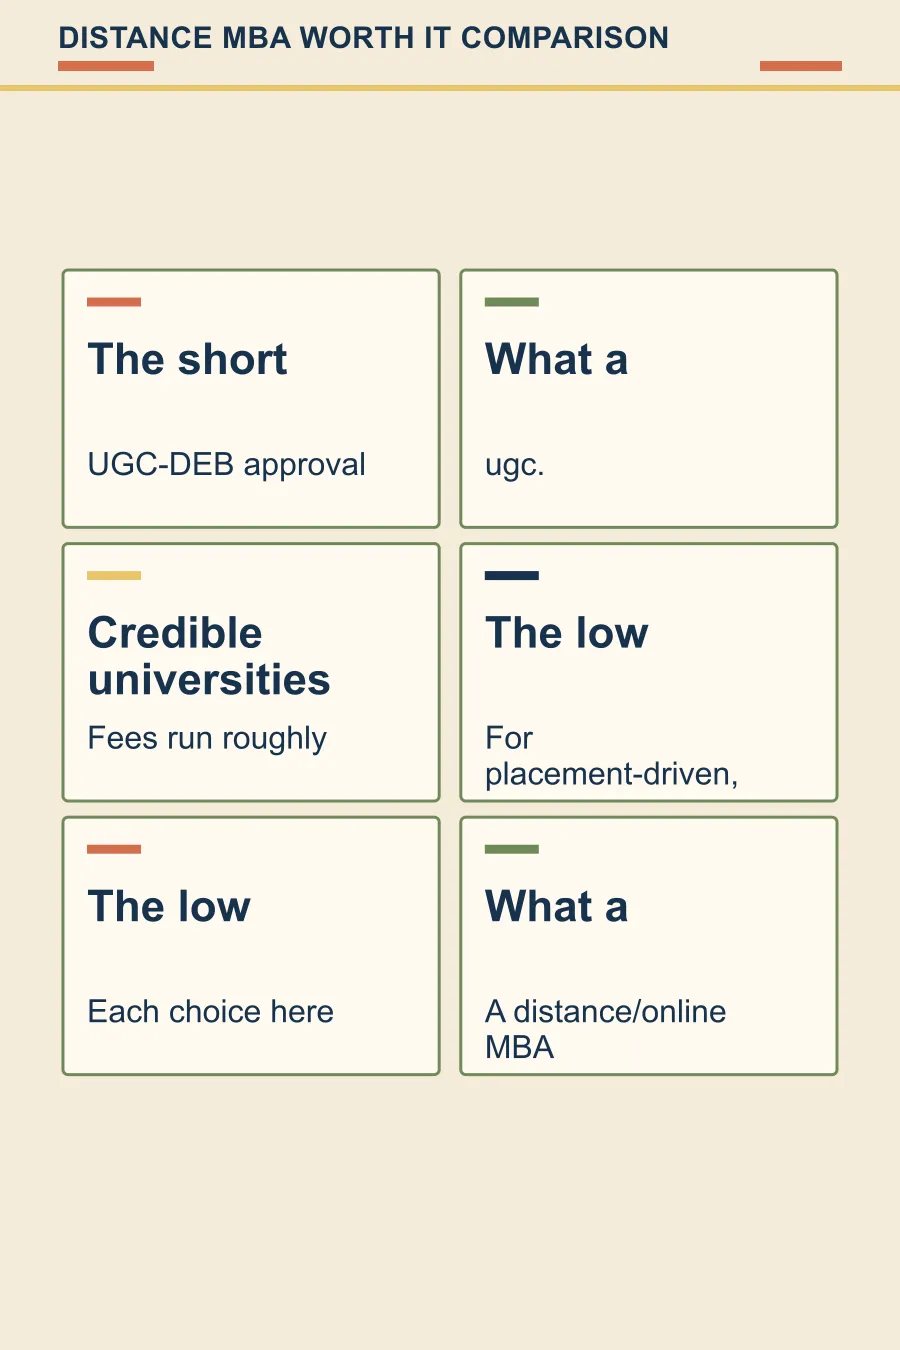 DISTANCE MBA WORTH IT COMPARISON
The short
UGC-DEB approval
What a
ugc.
Credible
universities
Fees run roughly
The low
For
placement-driven,
The low
Each choice here
What a
A distance/online
MBA